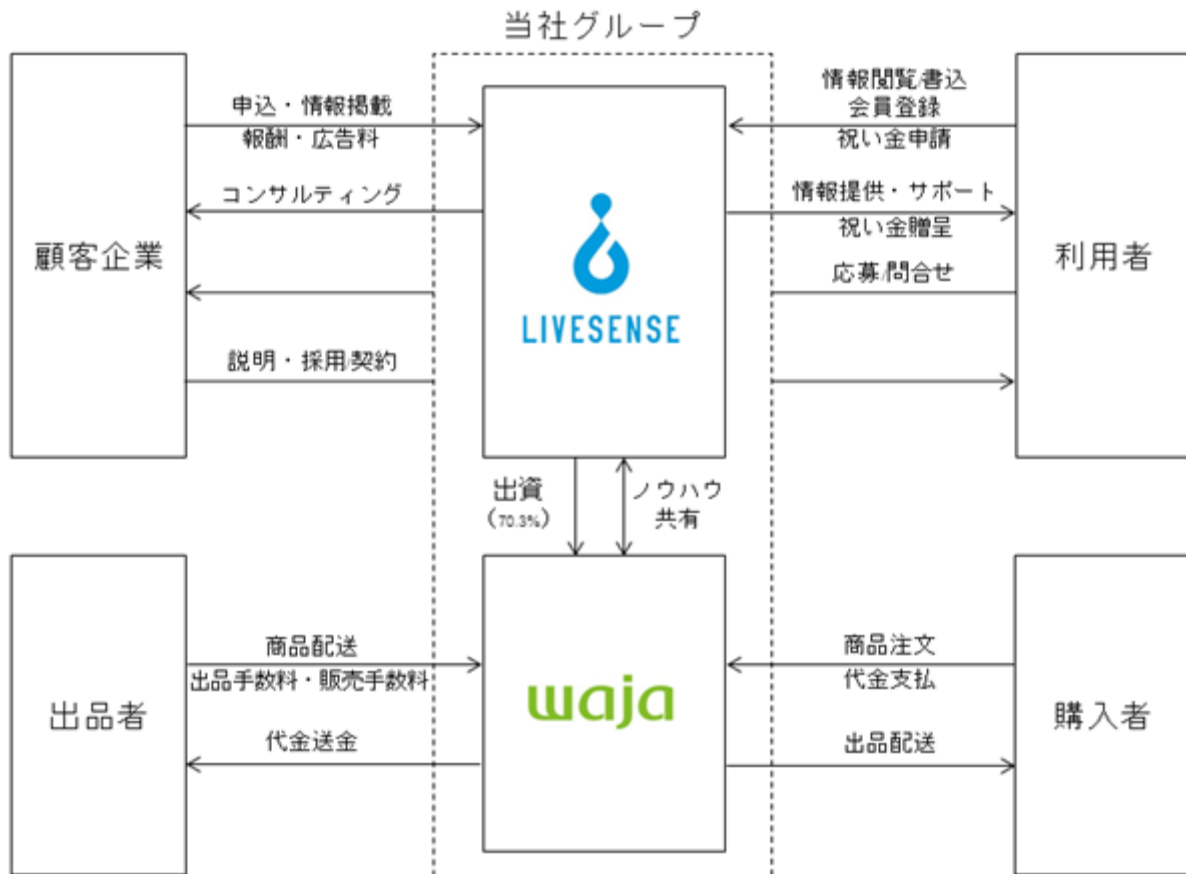 当社グループ
申込・情報掲載
報酬・広告料
コンサルティング
説明・採用/契約
顧客企業
LIVESENSE
情報閲覧/書込
会員登録
祝い金申請
情報提供・サポート
祝い金贈呈
応募/問合せ
利用者
出資
(70.3%)
ノウハウ
共有
商品配送
出品手数料・販売手数料
代金送金
出品者
waja
商品注文
代金支払
出品配送
購入者